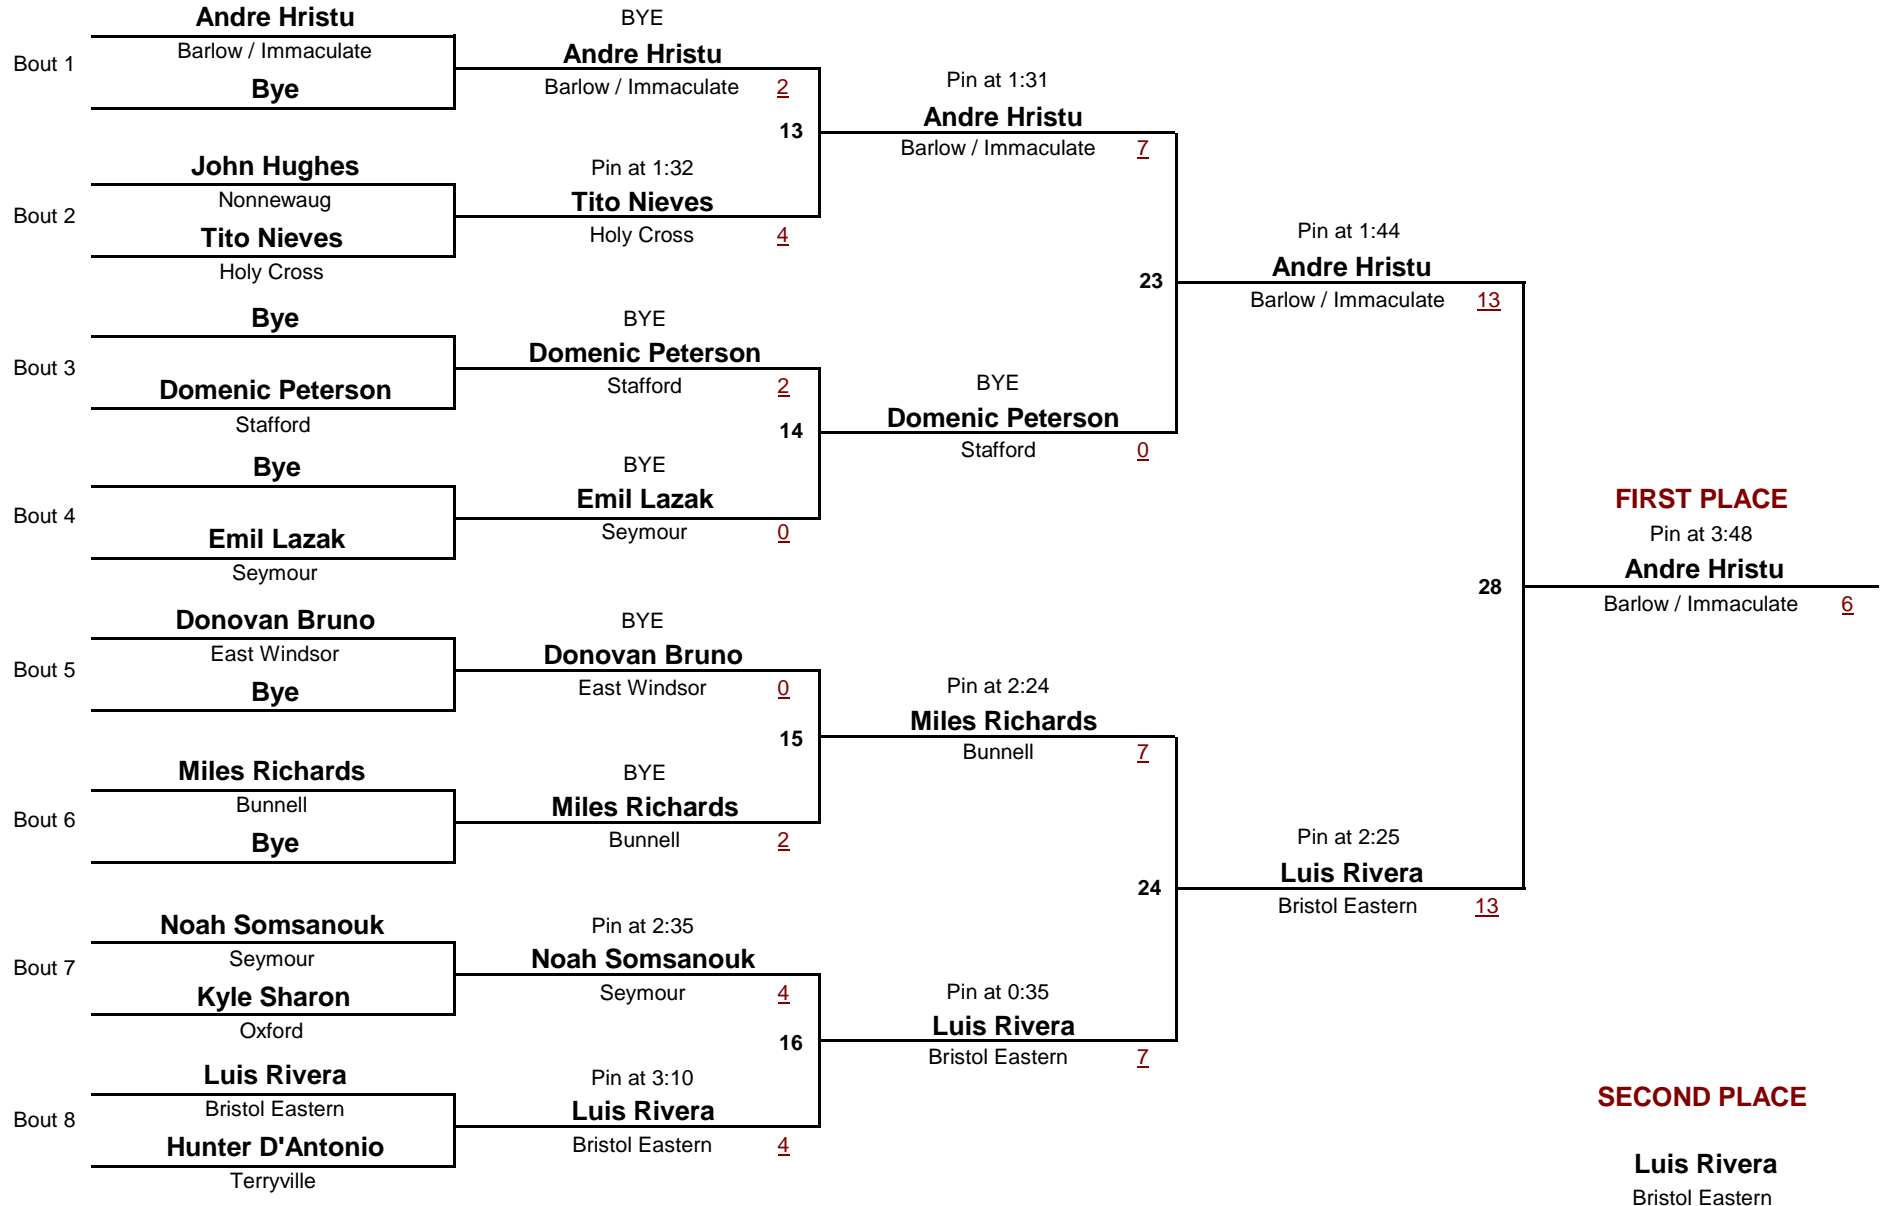 Andre Hristu
Bout 1
Barlow / Immaculate
Bye
John Hughes
Bout 2
Nonnewaug
Tito Nieves
Holy Cross
Bye
Bout 3
Domenic Peterson
Stafford
Bye
Bout 4
Emil Lazak
Seymour
Donovan Bruno
Bout 5
East Windsor
Bye
Miles Richards
Bout 6
Bunnell
Bye
Noah Somsanouk
Bout 7
Seymour
Kyle Sharon
Oxford
Luis Rivera
Bout 8
Bristol Eastern
Hunter D'Antonio
Terryville
BYE
Andre Hristu
Barlow / Immaculate 2
13
Pin at 1:32
Tito Nieves
Holy Cross 4
BYE
Domenic Peterson
Stafford 2
14
BYE
Emil Lazak
Seymour 0
BYE
Donovan Bruno
East Windsor 0
15
BYE
Miles Richards
Bunnell 2
Pin at 2:35
Noah Somsanouk
Seymour 4
16
Pin at 3:10
Luis Rivera
Bristol Eastern 4
Pin at 1:31
Andre Hristu
Barlow / Immaculate 7
23
BYE
Domenic Peterson
Stafford 0
Pin at 2:24
Miles Richards
Bunnell 7
24
Pin at 0:35
Luis Rivera
Bristol Eastern 7
Pin at 1:44
Andre Hristu
Barlow / Immaculate 13
28
Pin at 2:25
Luis Rivera
Bristol Eastern 13
FIRST PLACE
Pin at 3:48
Andre Hristu
Barlow / Immaculate 6
SECOND PLACE
Luis Rivera
Bristol Eastern